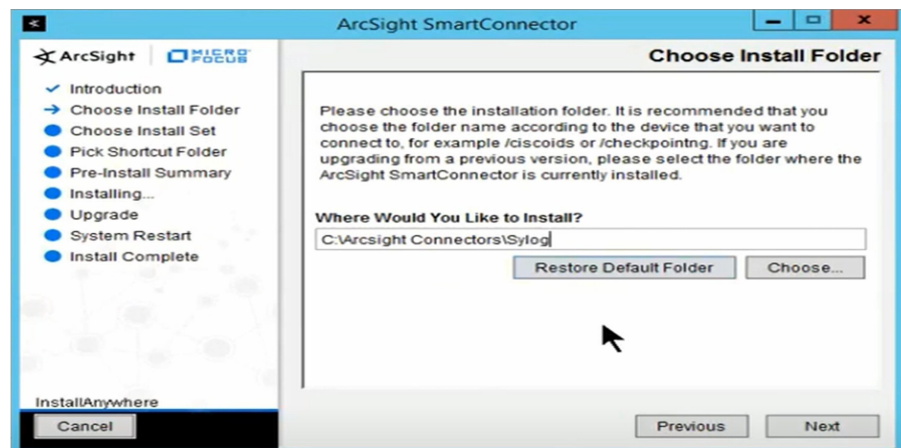 ArcSight SmartConnector
ArcSight
MICRO
FOCUS
Choose Install Folder
Introduction
Choose Install Folder
Choose Install Set
Pick Shortcut Folder
Pre-Install Summary
Installing...
Upgrade
System Restart
Install Complete
Please choose the installation folder. It is recommended that you
choose the folder name according to the device that you want to
connect to, for example /ciscoids or /checkpointng. If you are
upgrading from a previous version, please select the folder where the
ArcSight SmartConnector is currently installed.
Where Would You Like to Install?
C:\Arcsight Connectors\Sylog
Restore Default Folder
Choose...
InstallAnywhere
Cancel
Previous
Next